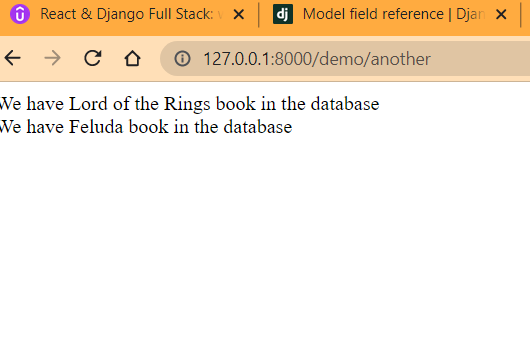 React & Django Full Stack:
dj Model field reference | Djan
127.0.0.1:8000/demo/another
We have Lord of the Rings book in the database
We have Feluda book in the database